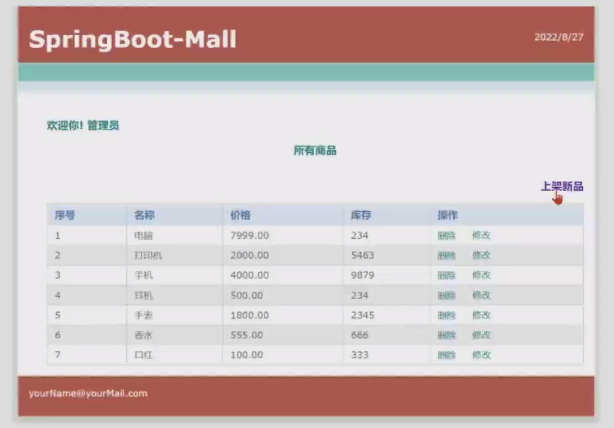 SpringBoot-Mall
2022/8/27
欢迎你! 管理员
所有商品
上架新品
序号 名称 价格 库存 操作
1 电脑 7999.00 234 删除 修改
2 打印机 2000.00 5463 删除 修改
3 手机 4000.00 9879 删除 修改
4 耳机 500.00 234 删除 修改
5 手表 1800.00 2345 删除 修改
6 香水 555.00 666 删除 修改
7 口红 100.00 333 删除 修改
yourName@yourMail.com